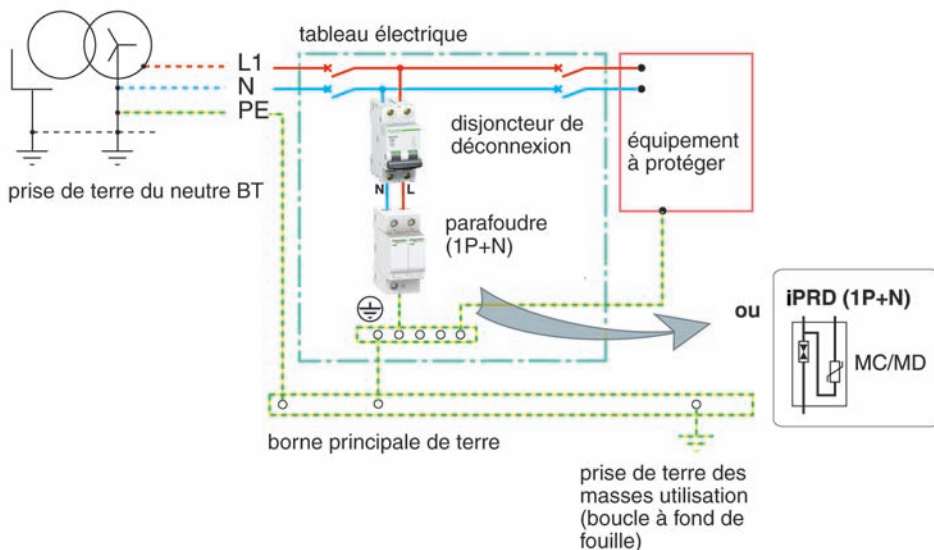 tableau électrique
L1
N
PE
disjoncteur de
déconnexion
équipement
à protéger
prise de terre du neutre BT
N
L
parafoudre
(1P+N)
ou
iPRD (1P+N)
MC/MD
borne principale de terre
prise de terre des
masses utilisation
(boucle à fond de
fouille)